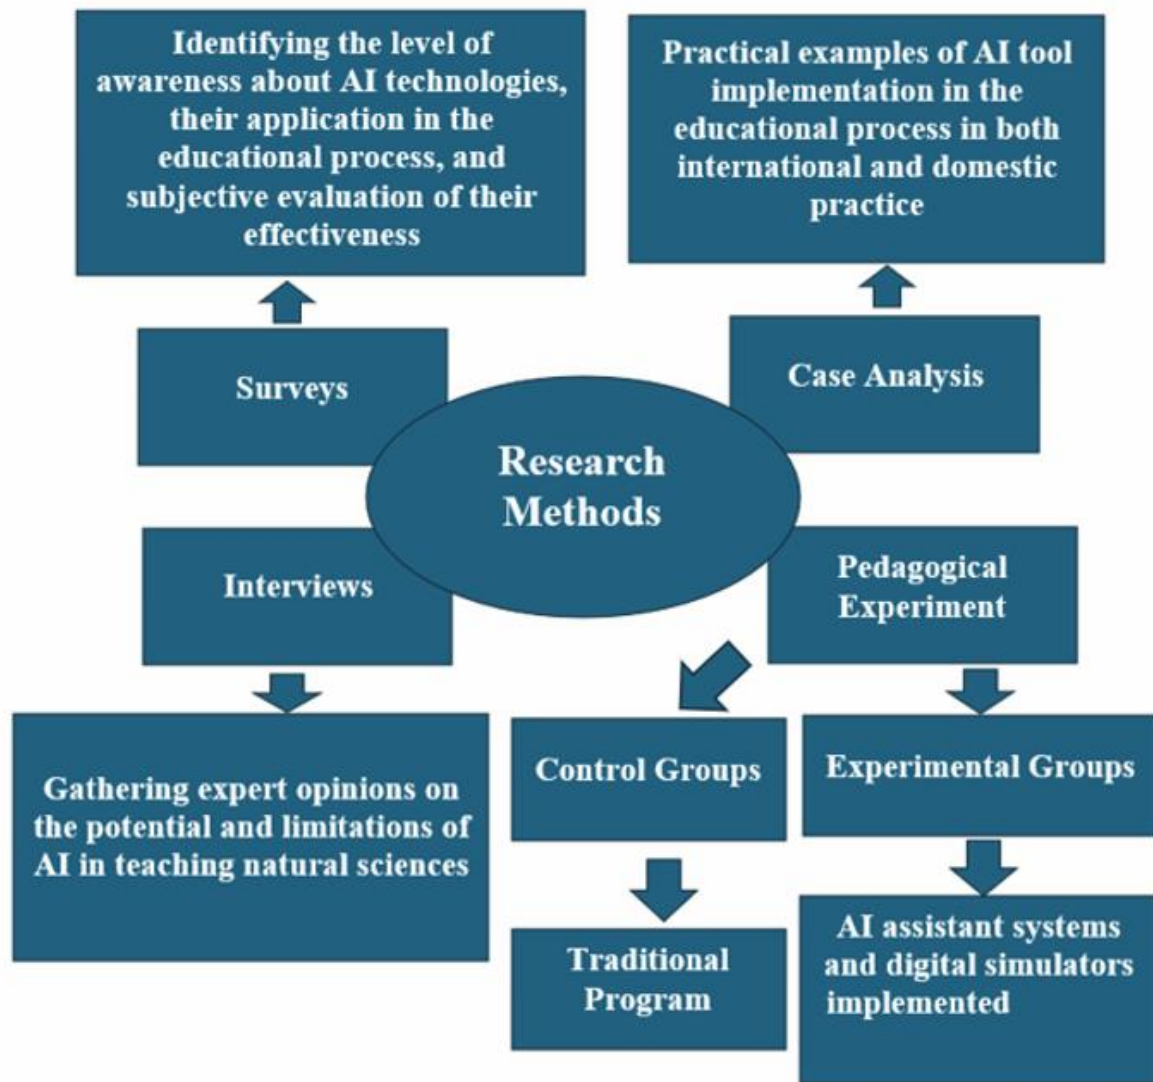 Identifying the level of
awareness about AI technologies,
their application in the
educational process, and
subjective evaluation of their
effectiveness
Practical examples of AI tool
implementation in the
educational process in both
international and domestic
practice
Surveys
Case Analysis
Research
Methods
Interviews
Pedagogical
Experiment
Gathering expert opinions on
the potential and limitations of
AI in teaching natural sciences
Control Groups
Experimental Groups
Traditional
Program
AI assistant systems
and digital simulators
implemented